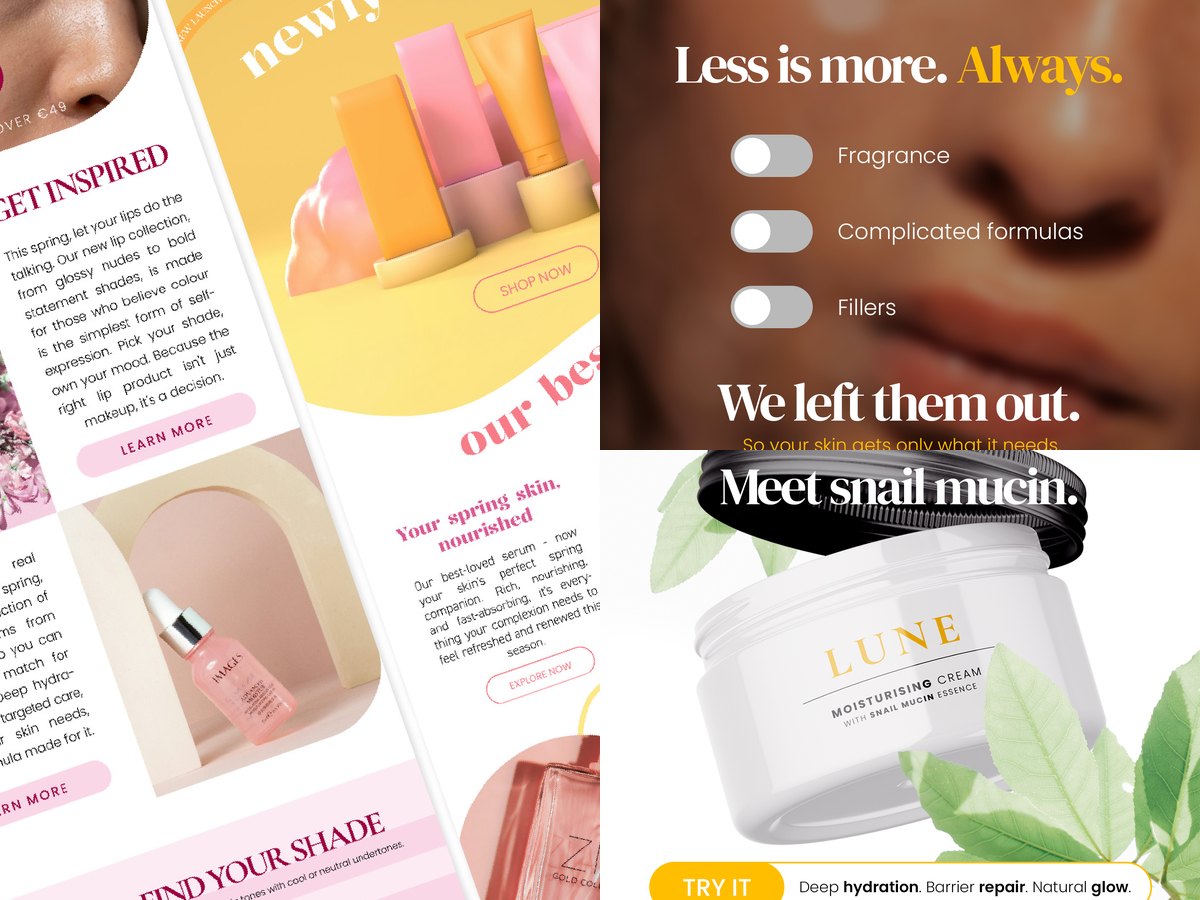 OVER €49
GET INSPIRED
This spring, let your lips do the
talking. Our new lip collection,
from glossy nudes to bold
statement shades, is made
for those who believe colour
is the simplest form of self-
expression. Pick your shade,
own your mood. Because the
right lip product isn't just
makeup, it's a decision.
LEARN MORE
real
spring,
from
you can
match for
deep hydra-
targeted care,
skin needs,
made for it.
MORE
IMAGES
FIND YOUR SHADE
tones with cool or neutral undertones.
LAUNCH
newly
SHOP NOW
our
Your spring skin,
nourished
Our best-loved serum - now
your skin's perfect spring
companion. Rich, nourishing,
and fast-absorbing, it's every-
thing your complexion needs to
feel refreshed and renewed this
season.
EXPLORE NOW
GOLD
Less is more. Always.
Fragrance
Complicated formulas
Fillers
We left them out.
So your skin gets only what it needs
Meet snail mucin.
LUNE
MOISTURISING CREAM
WITH SNAIL MUCIN ESSENCE
TRY IT
Deep hydration. Barrier repair. Natural glow.